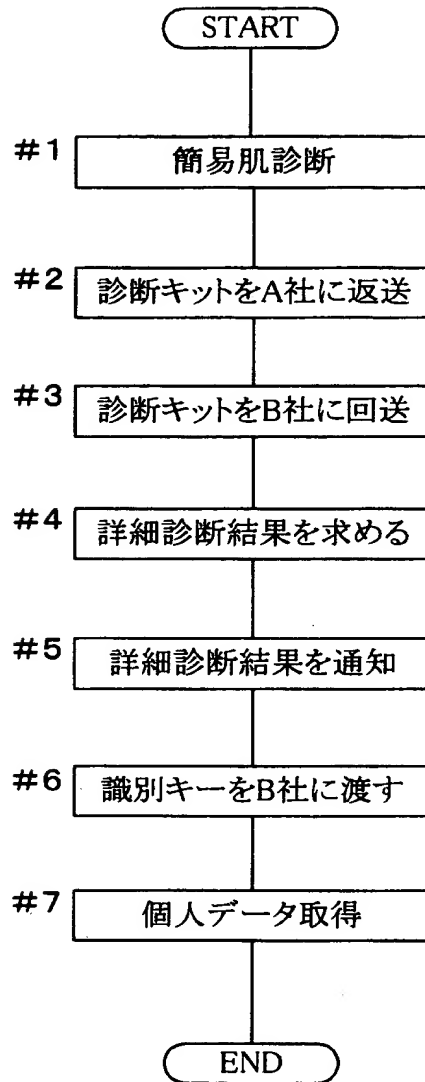 START
#1 簡易肌診断
#2 診断キットをA社に返送
#3 診断キットをB社に回送
#4 詳細診断結果を求める
#5 詳細診断結果を通知
#6 識別キーをB社に渡す
#7 個人データ取得
END